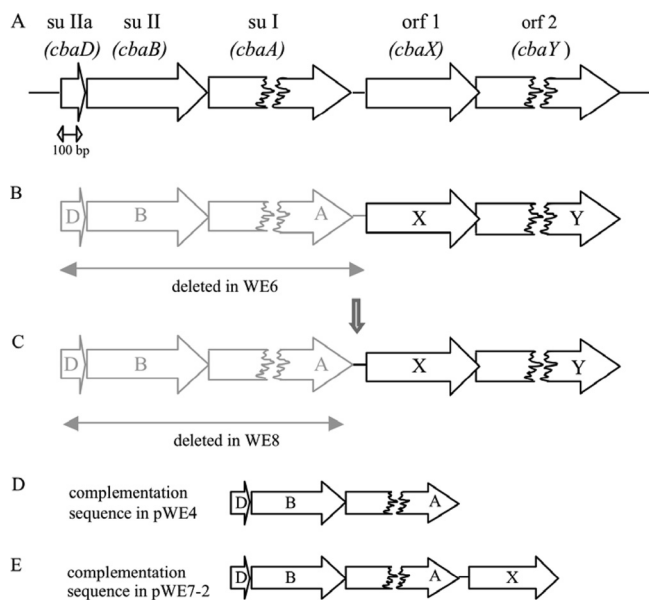 A su IIa su II su I orf 1 orf 2
(cbaD) (cbaB) (cbaA) (cbaX) (cbaY )
100 bp
B D B A X Y
deleted in WE6
C D B A X Y
deleted in WE8
D complementation
sequence in pWE4 D B A
E complementation
sequence in pWE7-2 D B A X